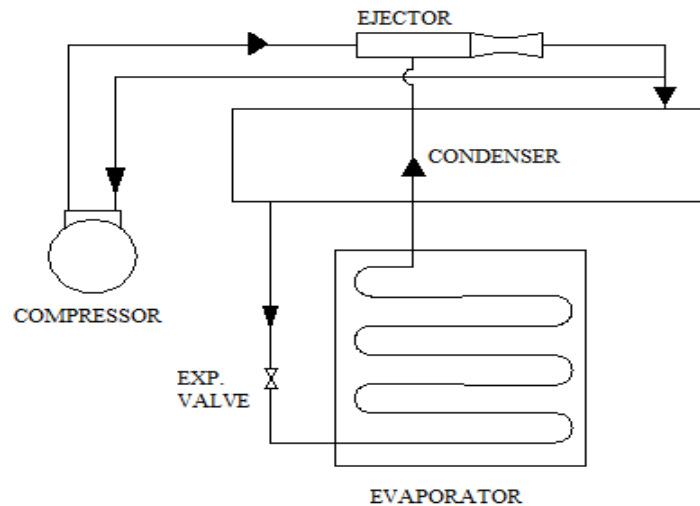 EJECTOR
CONDENSER
COMPRESSOR
EXP.
VALVE
EVAPORATOR